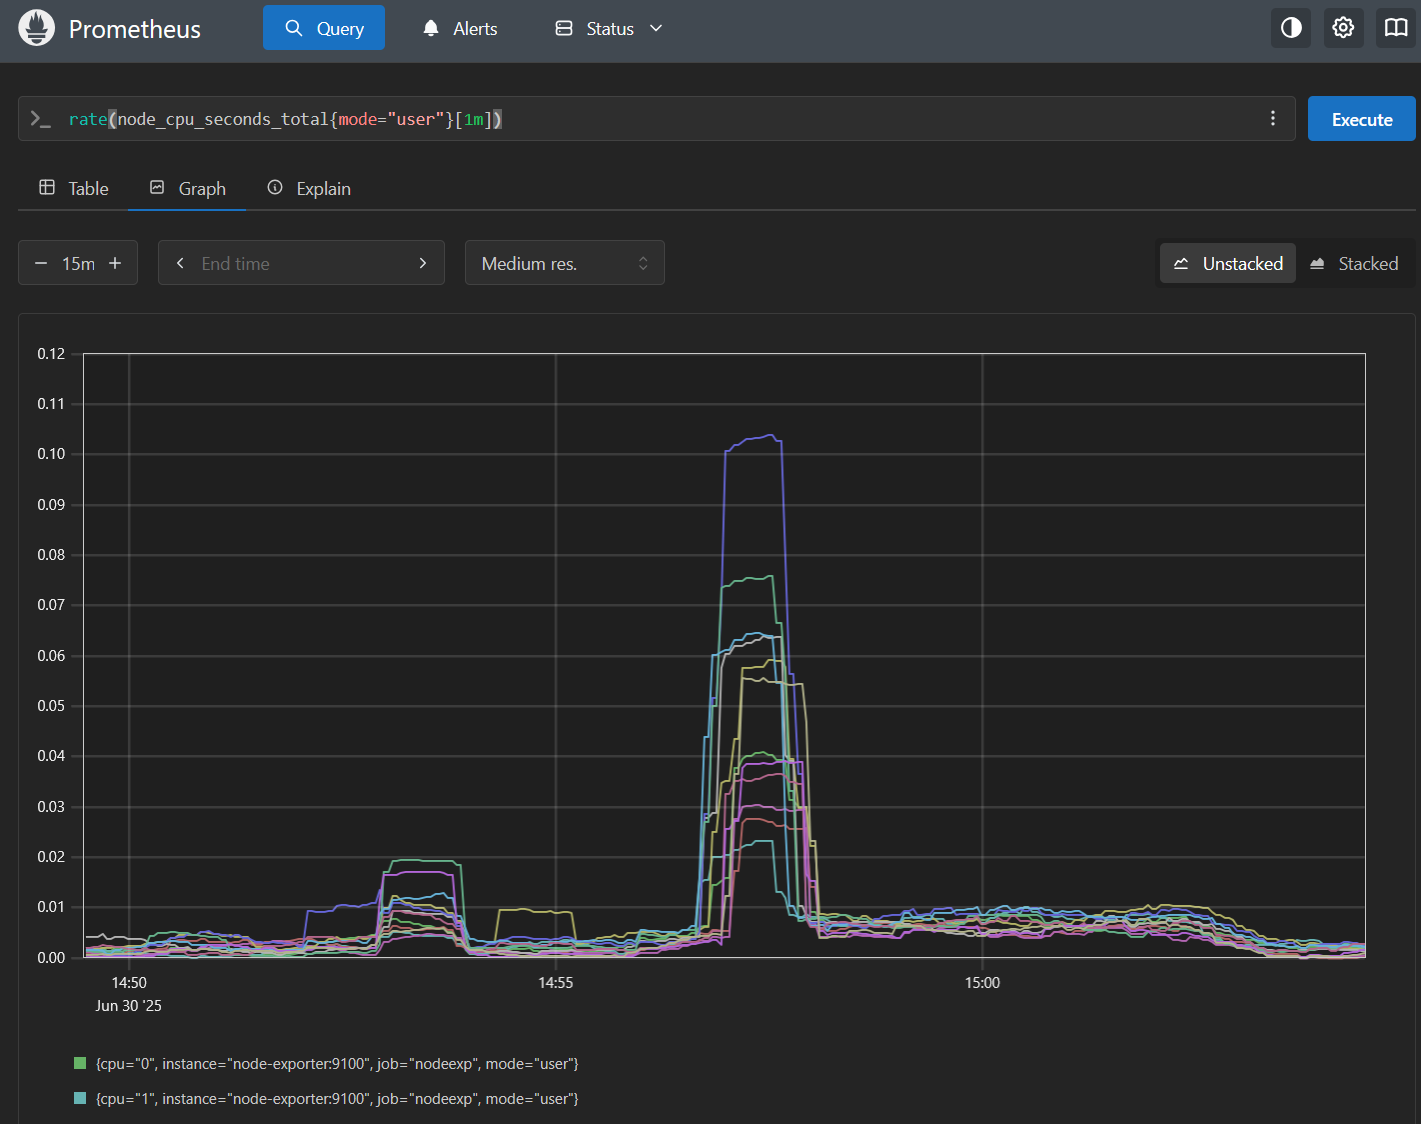 Prometheus Query Alerts Status
>_ rate(node_cpu_seconds_total{mode="user"}[1m]) Execute
Table Graph Explain
− 15m + < End time > Medium res. Unstacked Stacked
0.12
0.11
0.10
0.09
0.08
0.07
0.06
0.05
0.04
0.03
0.02
0.01
0.00
14:50 14:55 15:00
Jun 30 '25
{cpu="0", instance="node-exporter:9100", job="nodeexp", mode="user"}
{cpu="1", instance="node-exporter:9100", job="nodeexp", mode="user"}